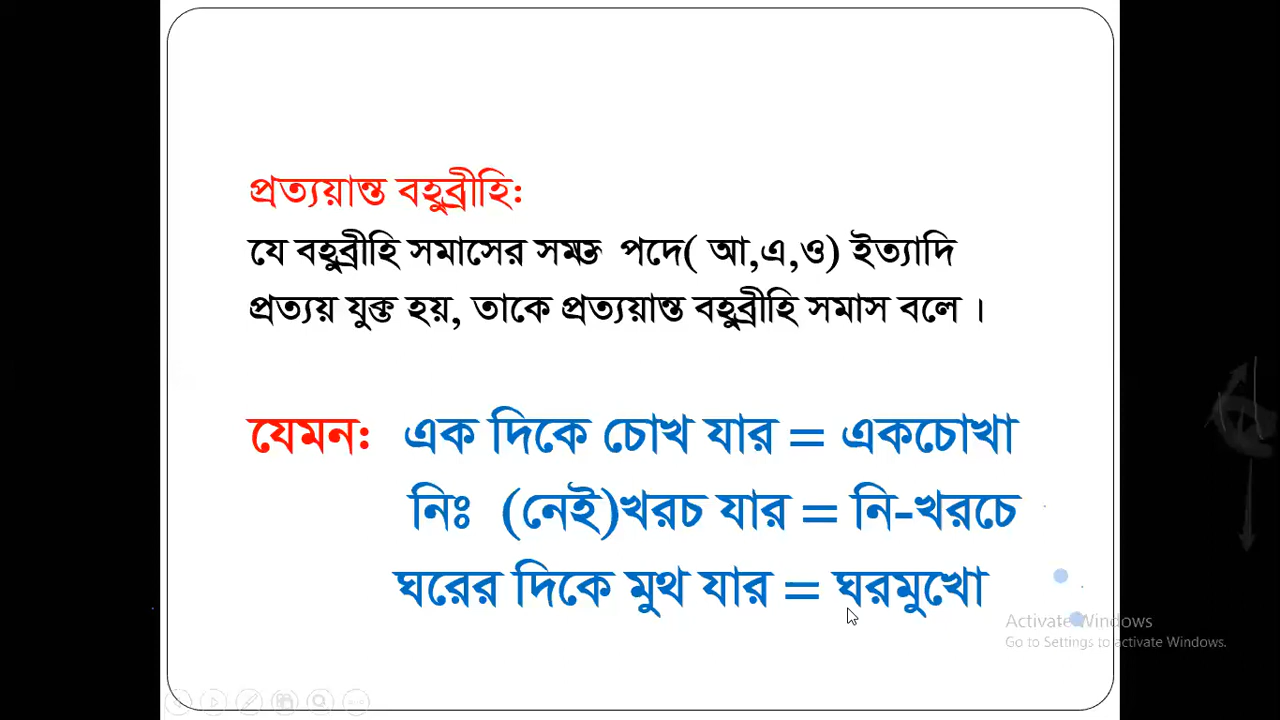 প্রত্যয়ান্ত বহুব্রীহি:
যে বহুব্রীহি সমাসের সমস্ত পদে( আ,এ,ও) ইত্যাদি
প্রত্যয় যুক্ত হয়, তাকে প্রত্যয়ান্ত বহুব্রীহি সমাস বলে ।
যেমন: এক দিকে চোখ যার = একচোখা
নিঃ (নেই)খরচ যার = নি-খরচে
ঘরের দিকে মুথ যার = ঘরমুখো
Activate Windows
Go to Settings to activate Windows.